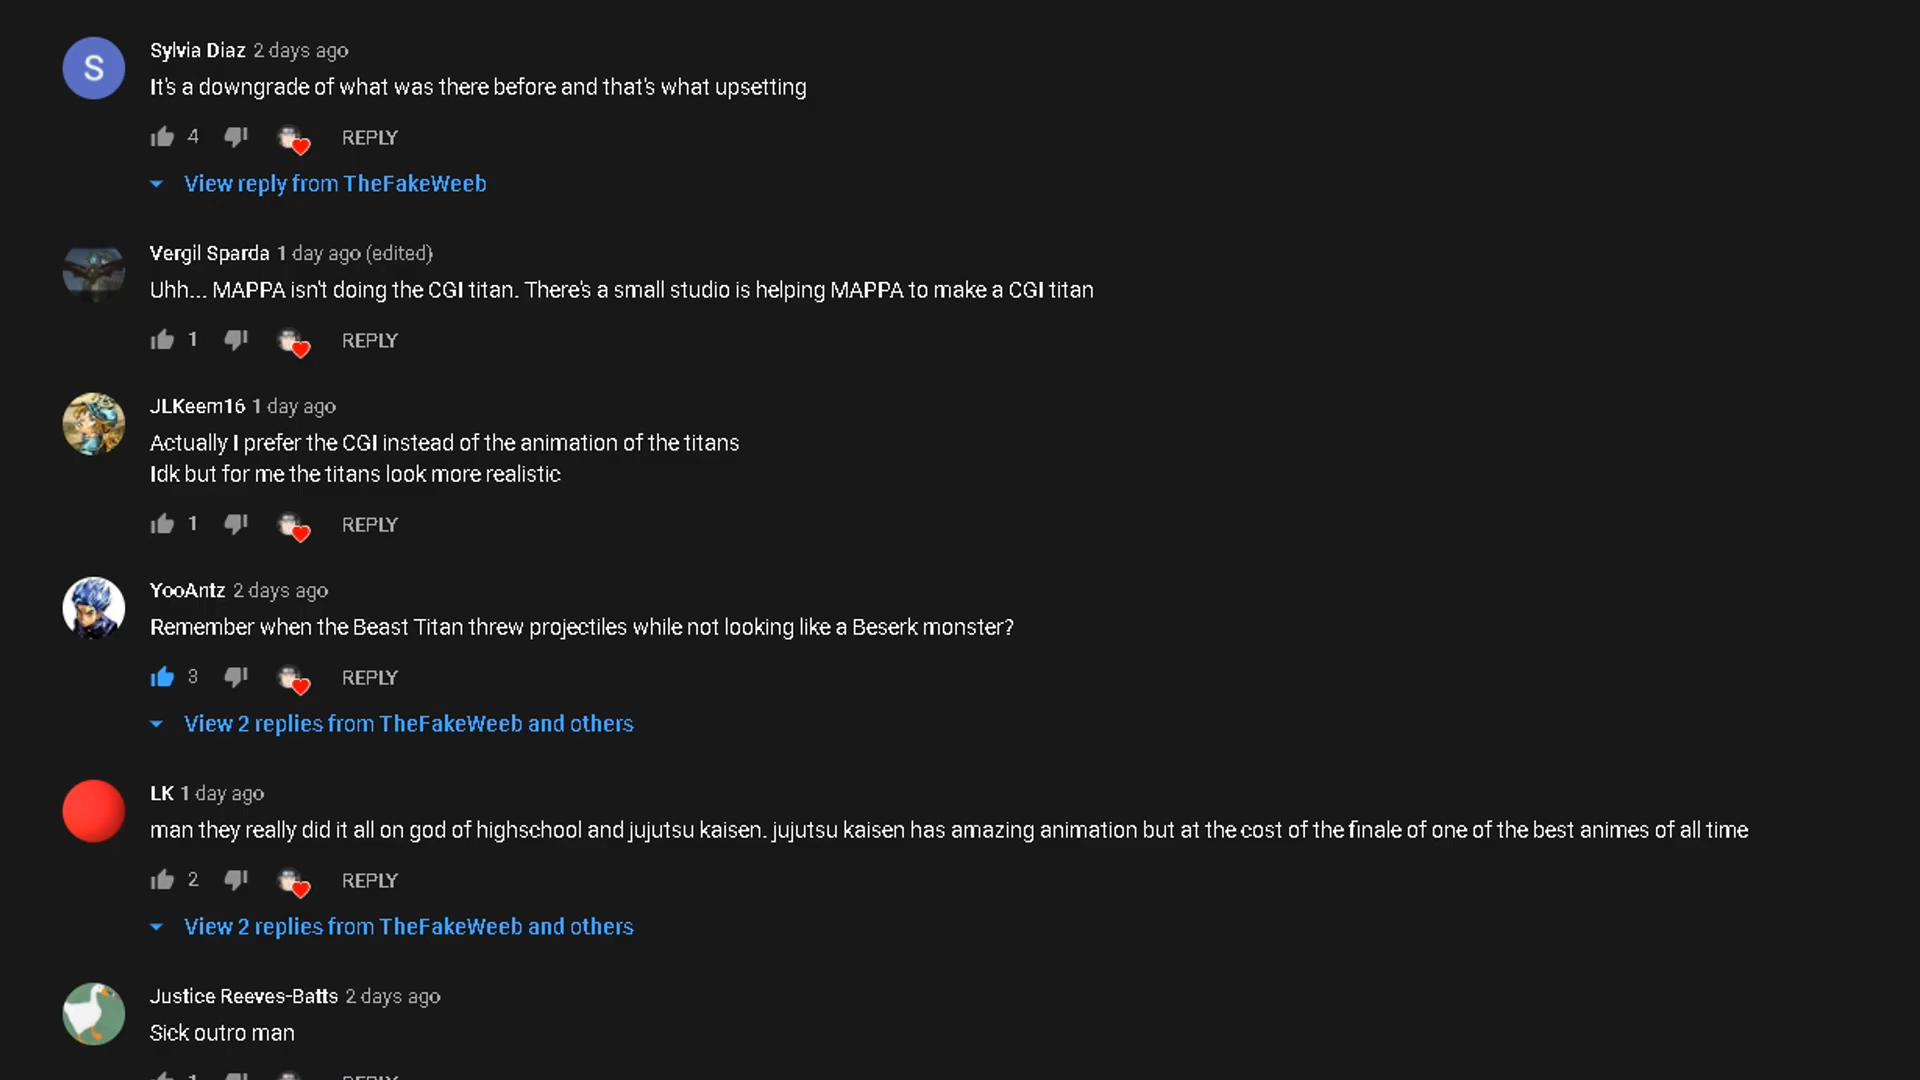 S
Sylvia Diaz 2 days ago
It's a downgrade of what was there before and that's what upsetting
4 REPLY
View reply from TheFakeWeeb
Vergil Sparda 1 day ago (edited)
Uhh... MAPPA isn't doing the CGI titan. There's a small studio is helping MAPPA to make a CGI titan
1 REPLY
JLKeem16 1 day ago
Actually I prefer the CGI instead of the animation of the titans
Idk but for me the titans look more realistic
1 REPLY
YooAntz 2 days ago
Remember when the Beast Titan threw projectiles while not looking like a Beserk monster?
3 REPLY
View 2 replies from TheFakeWeeb and others
LK 1 day ago
man they really did it all on god of highschool and jujutsu kaisen. jujutsu kaisen has amazing animation but at the cost of the finale of one of the best animes of all time
2 REPLY
View 2 replies from TheFakeWeeb and others
Justice Reeves-Batts 2 days ago
Sick outro man
1 REPLY